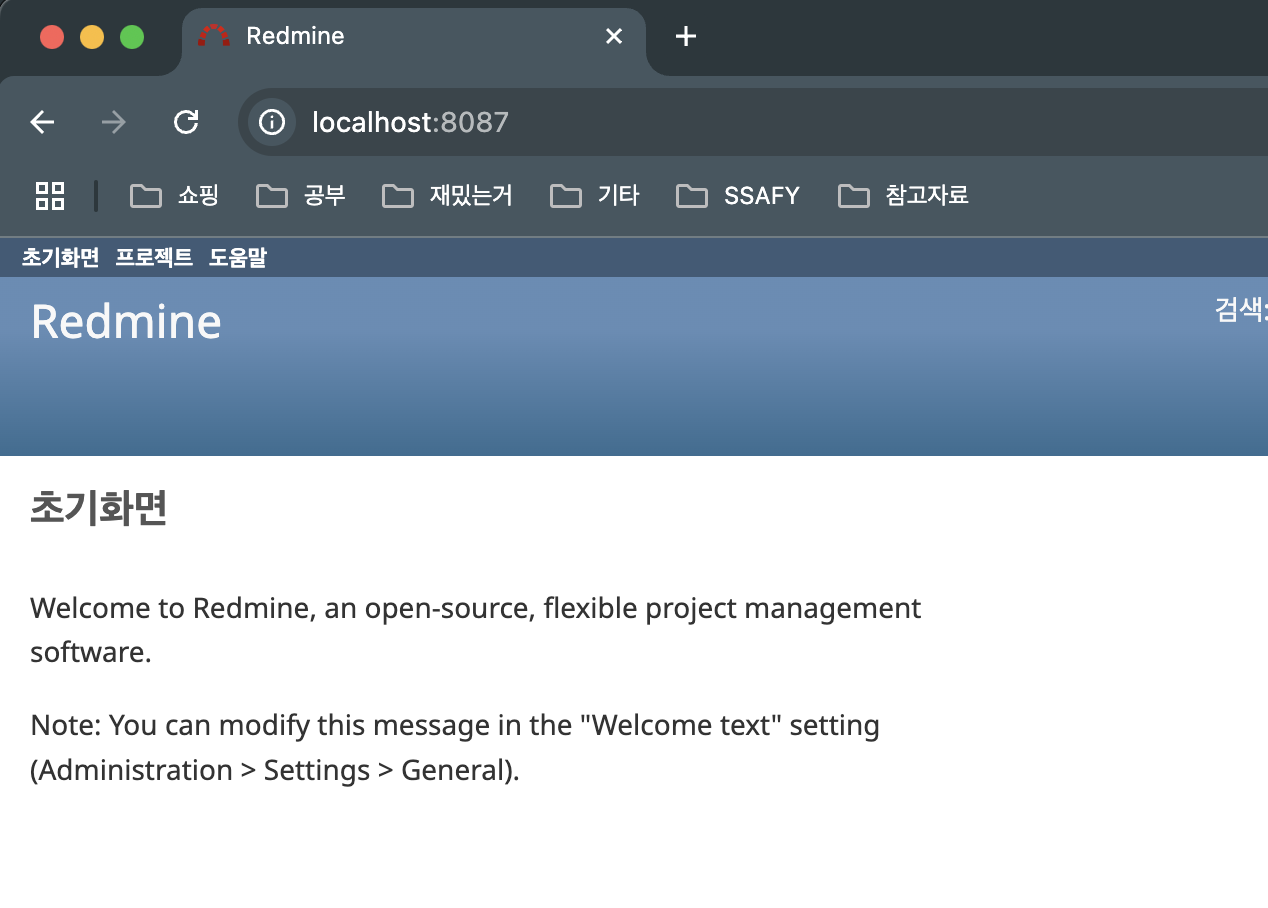 Redmine
localhost:8087
쇼핑 공부 재밌는거 기타 SSAFY 참고자료
초기화면 프로젝트 도움말
Redmine
검색:
초기화면
Welcome to Redmine, an open-source, flexible project management
software.
Note: You can modify this message in the "Welcome text" setting
(Administration > Settings > General).